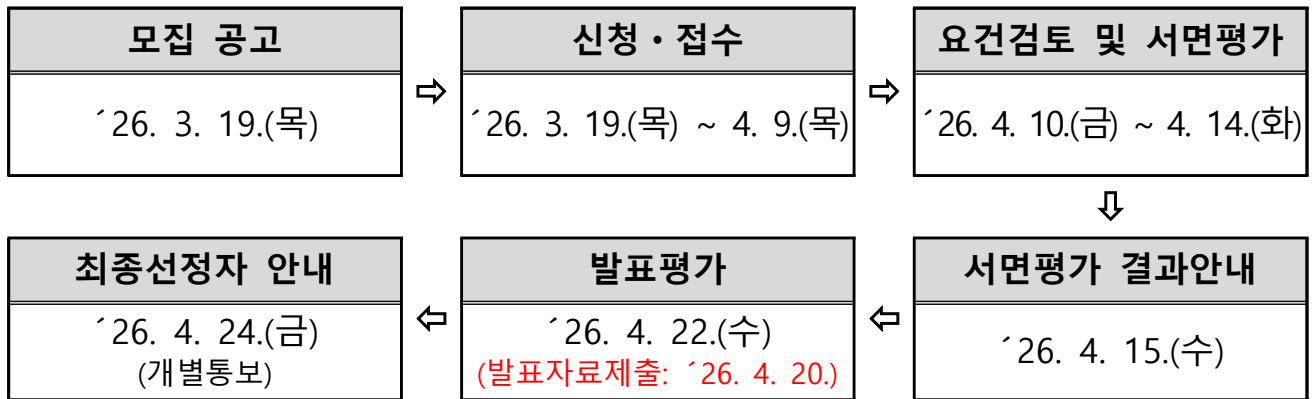 모집 공고
´26. 3. 19.(목)
⇨
신청・접수
´26. 3. 19.(목) ~ 4. 9.(목)
⇨
요건검토 및 서면평가
´26. 4. 10.(금) ~ 4. 14.(화)
⇩
서면평가 결과안내
´26. 4. 15.(수)
⇦
발표평가
´26. 4. 22.(수)
(발표자료제출: ´26. 4. 20.)
⇦
최종선정자 안내
´26. 4. 24.(금)
(개별통보)